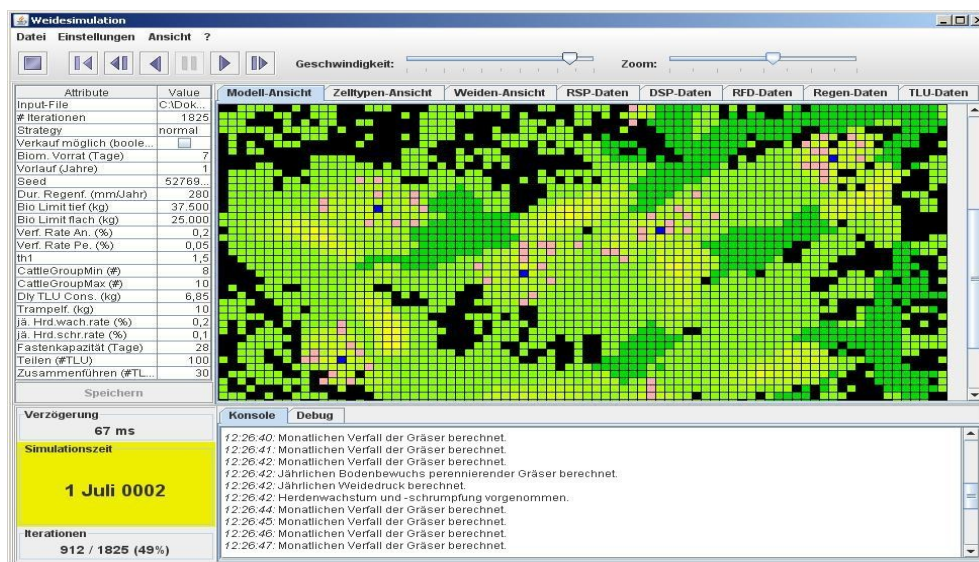 Weidesimulation
Datei Einstellungen Ansicht ?
Geschwindigkeit: Zoom:
Attribute Value
Input-File C:\Dok...
# Iterationen 1825
Strategy normal
Verkauf möglich (boole...
Biom. Vorrat (Tage) 7
Vorlauf (Jahre) 1
Seed 52769...
Dur. Regenf. (mm/Jahr) 280
Bio Limit tief (kg) 37.500
Bio Limit flach (kg) 25.000
Verf. Rate An. (%) 0,2
Verf. Rate Pe. (%) 0,05
th1 1,5
CattleGroupMin (#) 8
CattleGroupMax (#) 10
Dly TLU Cons. (kg) 6,85
Trampelf. (kg) 10
jä. Hrd.wach.rate (%) 0,2
jä. Hrd.schr.rate (%) 0,1
Fastenkapazität (Tage) 28
Teilen (#TLU) 100
Zusammenführen (#TL... 30
Speichern
Modell-Ansicht Zelltypen-Ansicht Weiden-Ansicht RSP-Daten DSP-Daten RFD-Daten Regen-Daten TLU-Daten
Verzögerung
67 ms
Simulationszeit
1 Juli 0002
Iterationen
912 / 1825 (49%)
Konsole Debug
12:26:40: Monatlichen Verfall der Gräser berechnet.
12:26:41: Monatlichen Verfall der Gräser berechnet.
12:26:42: Monatlichen Verfall der Gräser berechnet.
12:26:42: Jährlichen Bodenbewuchs perennierender Gräser berechnet.
12:26:42: Jährlichen Weidedruck berechnet.
12:26:42: Herdenwachstum und -schrumpfung vorgenommen.
12:26:44: Monatlichen Verfall der Gräser berechnet.
12:26:45: Monatlichen Verfall der Gräser berechnet.
12:26:46: Monatlichen Verfall der Gräser berechnet.
12:26:47: Monatlichen Verfall der Gräser berechnet.